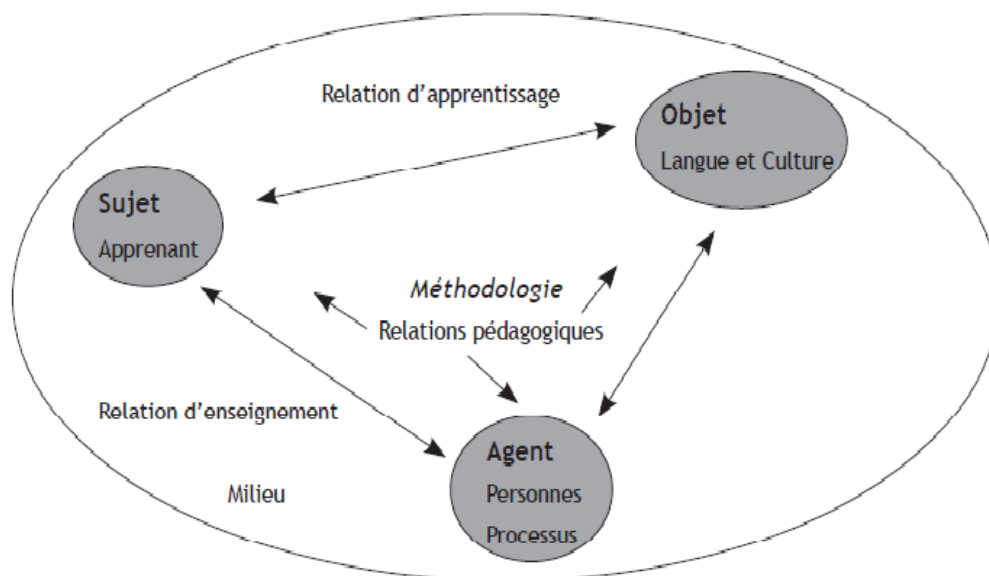 Relation d'apprentissage
Objet
Langue et Culture
Sujet
Apprenant
Méthodologie
Relations pédagogiques
Relation d'enseignement
Agent
Personnes
Processus
Milieu